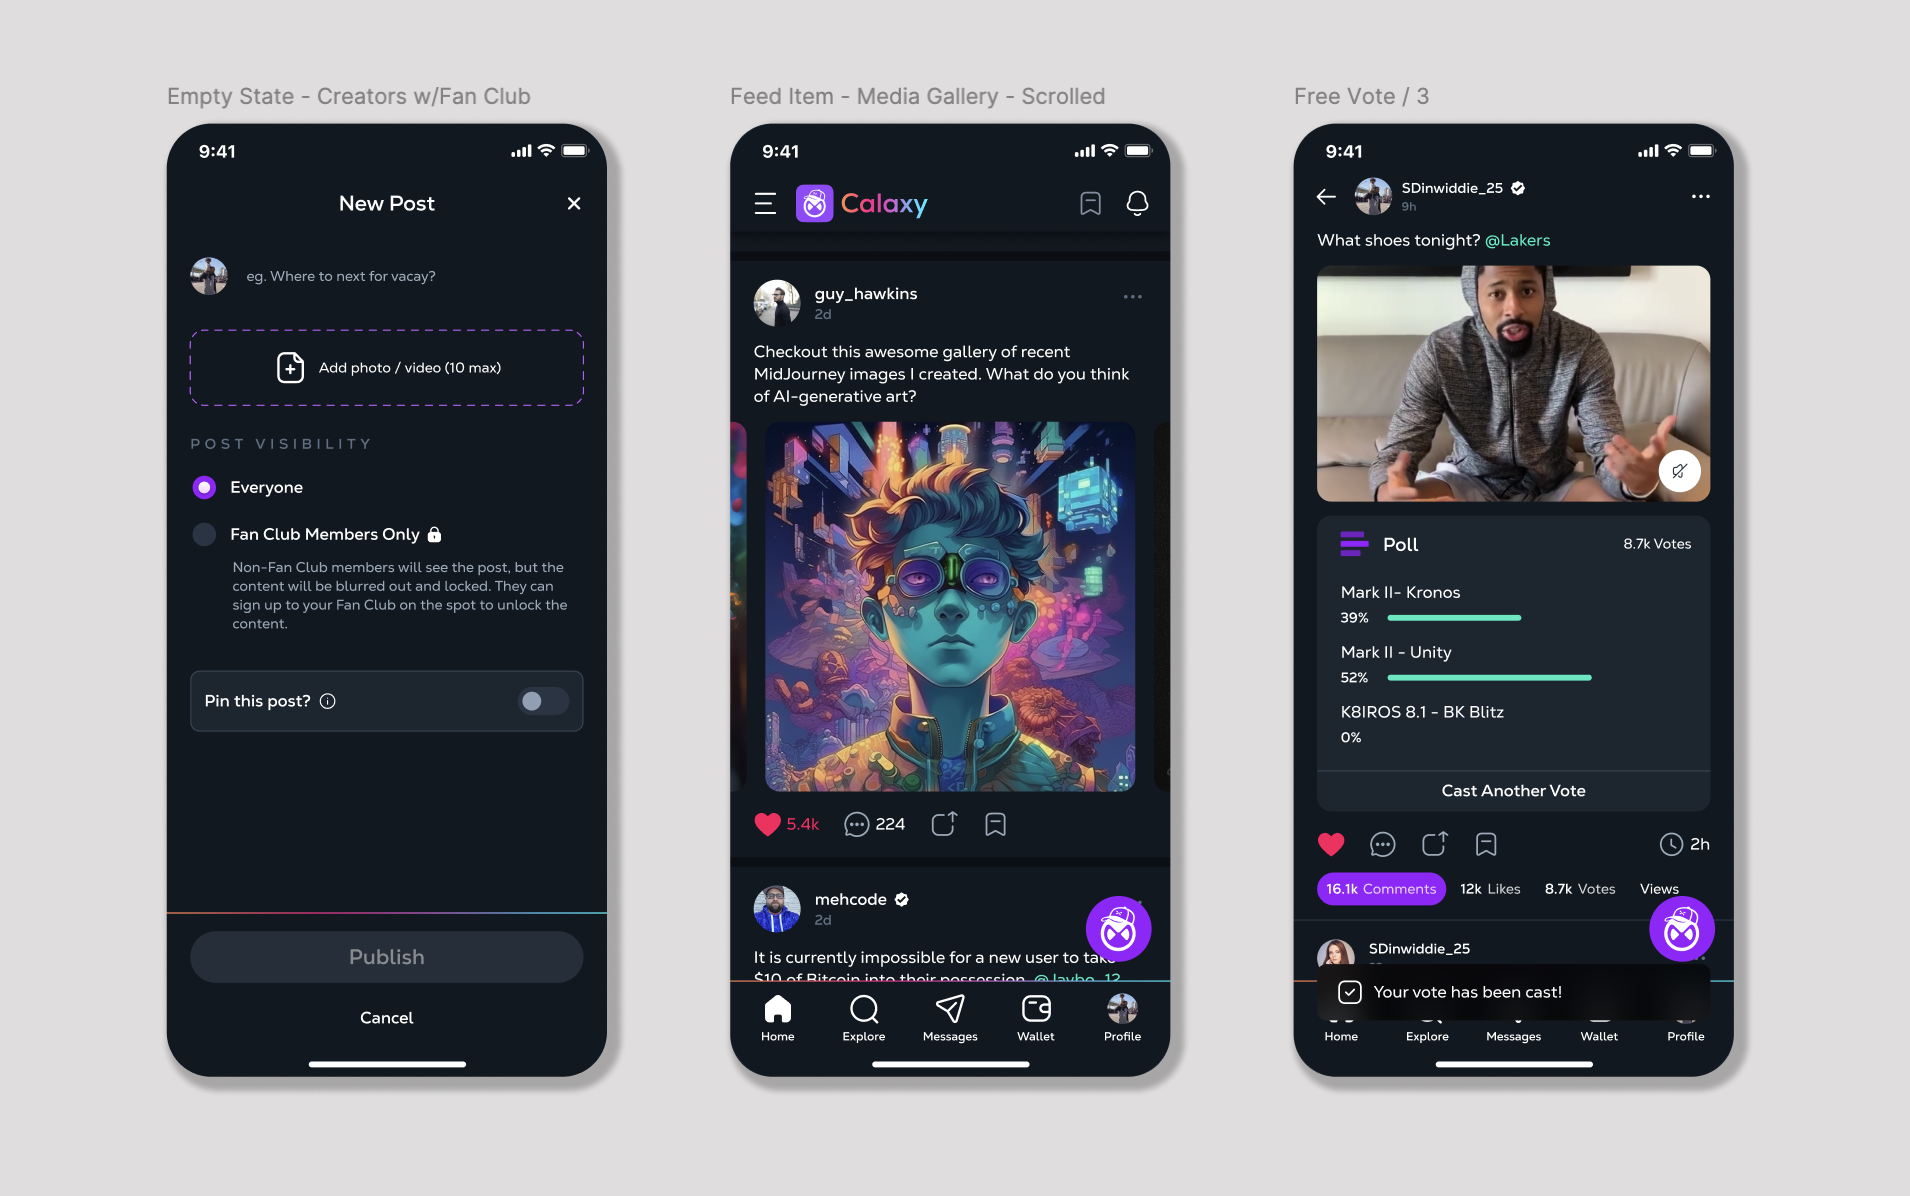 Empty State - Creators w/Fan Club
9:41
New Post
eg. Where to next for vacay?
Add photo / video (10 max)
POST VISIBILITY
Everyone
Fan Club Members Only
Non-Fan Club members will see the post, but the
content will be blurred out and locked. They can
sign up to your Fan Club on the spot to unlock the
content.
Pin this post?
Publish
Cancel
Feed Item - Media Gallery - Scrolled
9:41
Calaxy
guy_hawkins
2d
Checkout this awesome gallery of recent
MidJourney images I created. What do you think
of AI-generative art?
5.4k
224
mehcode
2d
It is currently impossible for a new user to take
$10 of Bitcoin into their possession. @Jaybo_12
Home
Explore
Messages
Wallet
Profile
Free Vote / 3
9:41
SDinwiddie_25
9h
What shoes tonight? @Lakers
Poll
8.7k Votes
Mark II- Kronos
39%
Mark II - Unity
52%
K8IROS 8.1 - BK Blitz
0%
Cast Another Vote
2h
16.1k Comments
12k Likes
8.7k Votes
Views
SDinwiddie_25
Your vote has been cast!
Home
Explore
Messages
Wallet
Profile